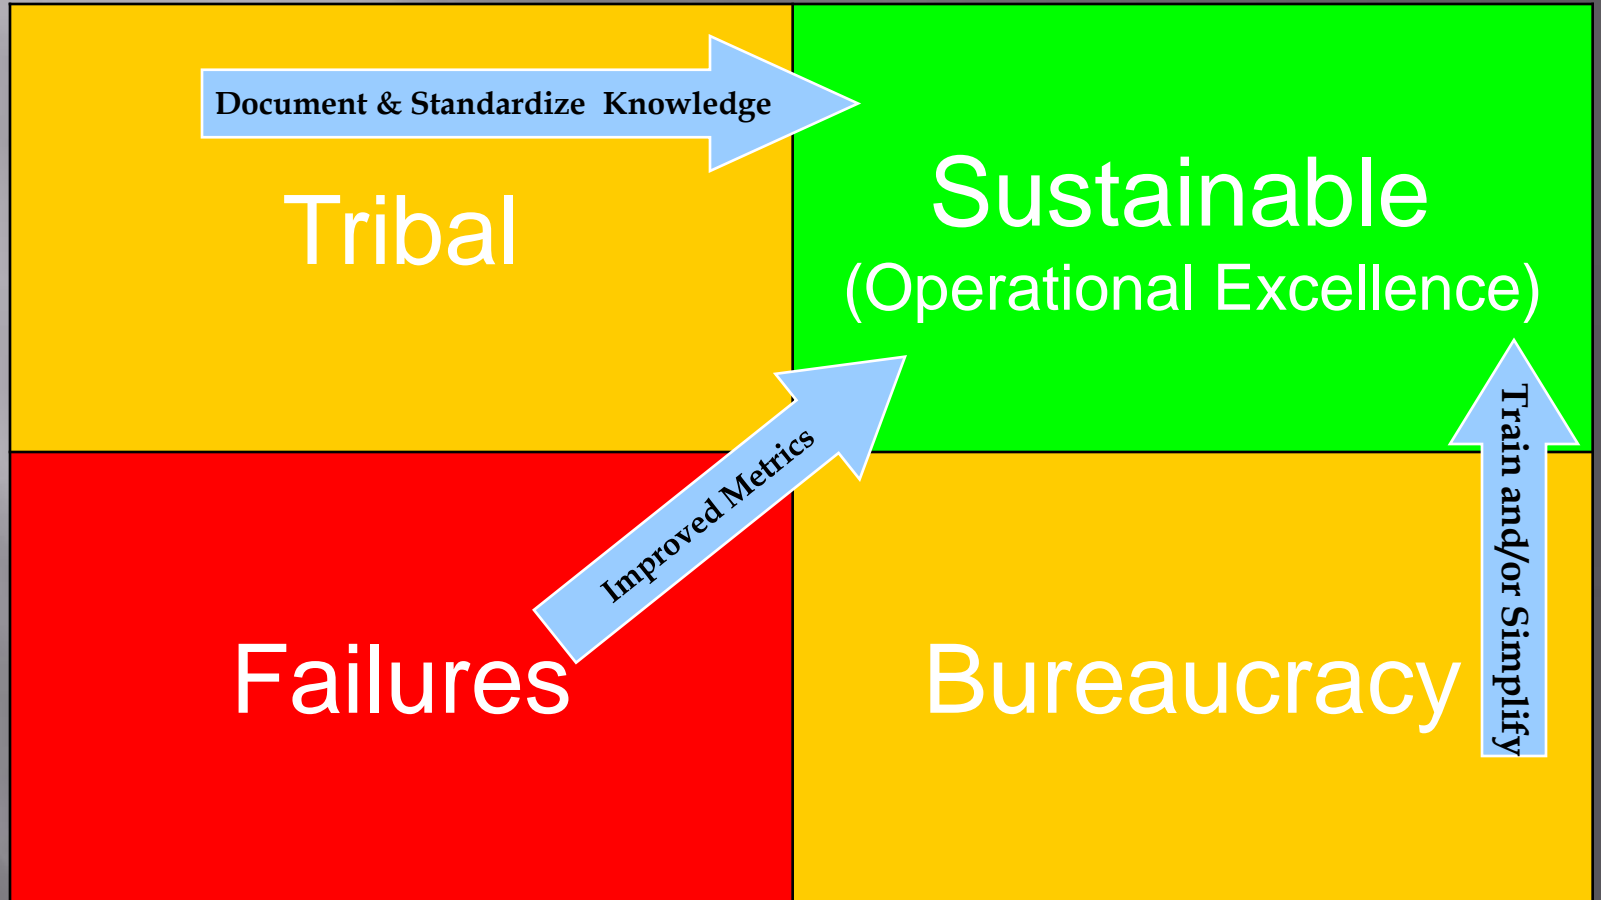 Document & Standardize Knowledge
Tribal
Sustainable
(Operational Excellence)
Improved Metrics
Train and/or Simplify
Failures
Bureaucracy